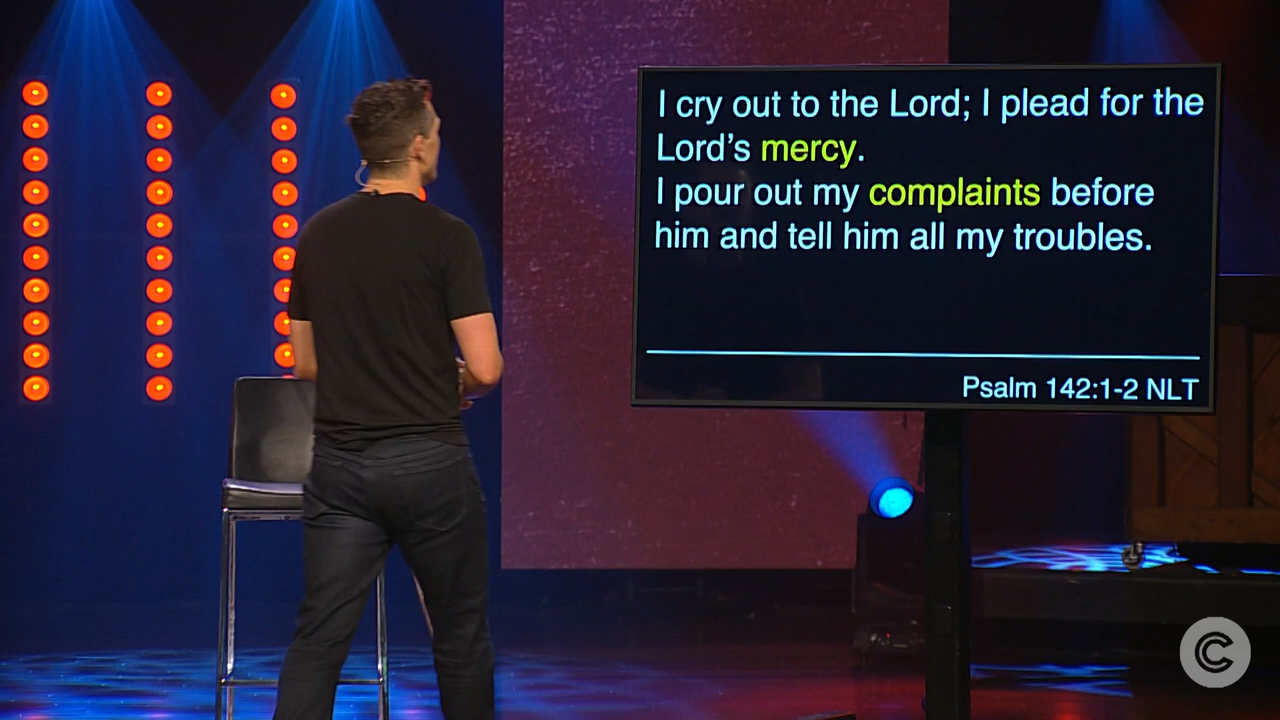 I cry out to the Lord; I plead for the
Lord's mercy.
I pour out my complaints before
him and tell him all my troubles.
Psalm 142:1-2 NLT